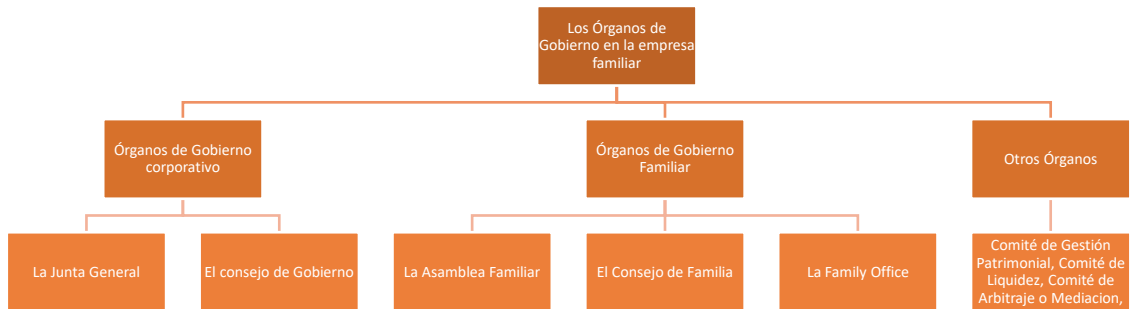 Los Órganos de
Gobierno en la empresa
familiar
Órganos de Gobierno
corporativo
Órganos de Gobierno
Familiar
Otros Órganos
La Junta General
El consejo de Gobierno
La Asamblea Familiar
El Consejo de Familia
La Family Office
Comité de Gestión
Patrimonial, Comité de
Liquidez, Comité de
Arbitraje o Mediacion,